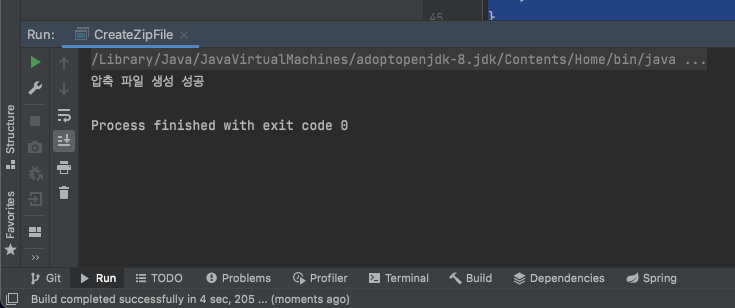 45
}
Run: CreateZipFile ×
/Library/Java/JavaVirtualMachines/adoptopenjdk-8.jdk/Contents/Home/bin/java ...
압축 파일 생성 성공
Process finished with exit code 0
Structure
Favorites
>>
Git Run TODO Problems Profiler Terminal Build Dependencies Spring
Build completed successfully in 4 sec, 205 ... (moments ago)